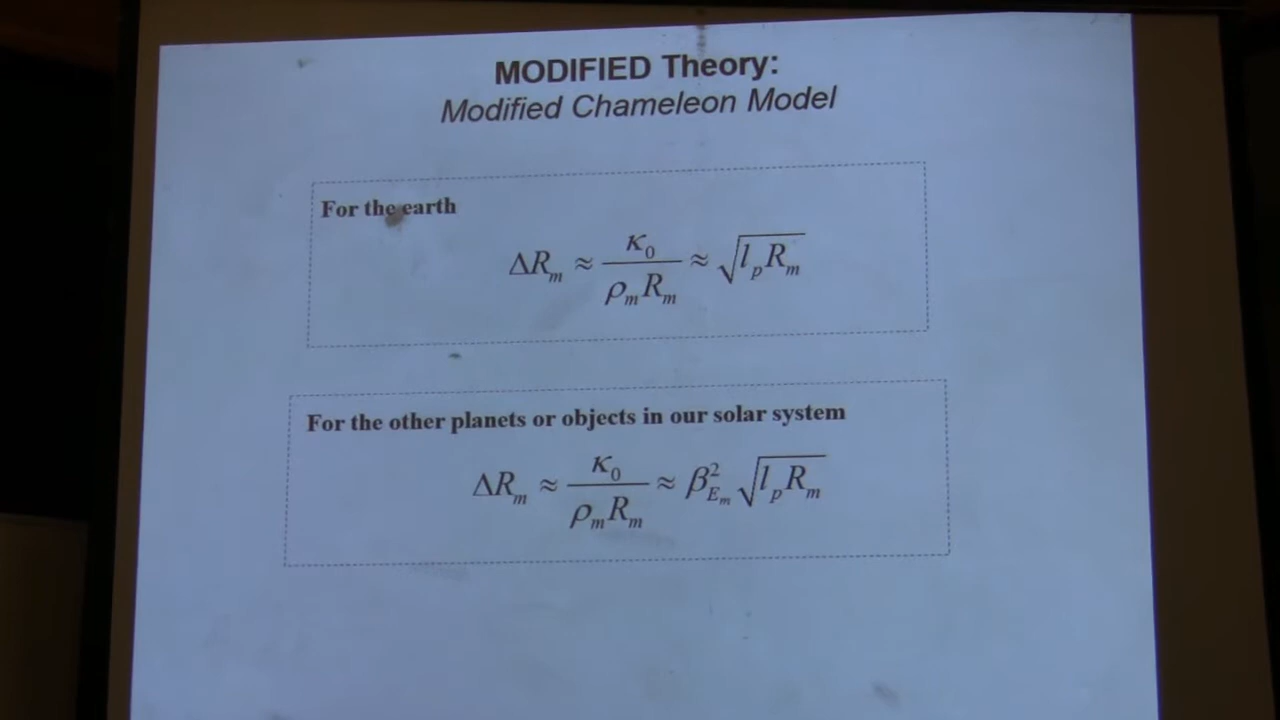 MODIFIED Theory:
Modified Chameleon Model
For the earth
ΔR_m ≈ κ_0 / (ρ_m R_m) ≈ √(l_p R_m)
For the other planets or objects in our solar system
ΔR_m ≈ κ_0 / (ρ_m R_m) ≈ β²_{E_m} √(l_p R_m)